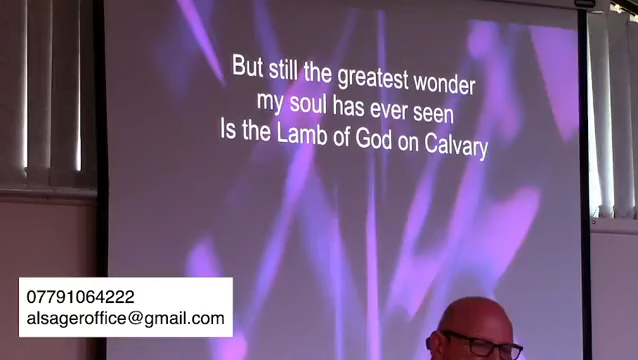 But still the greatest wonder
my soul has ever seen
Is the Lamb of God on Calvary
07791064222
alsageroffice@gmail.com